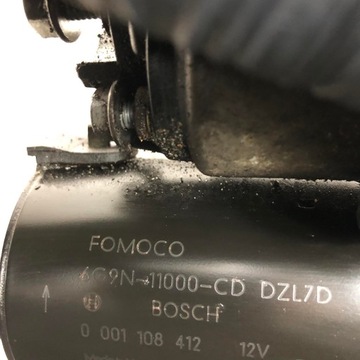 FOMOCO
6G9N-11000-CD DZL7D
BOSCH
0 001 108 412 12V